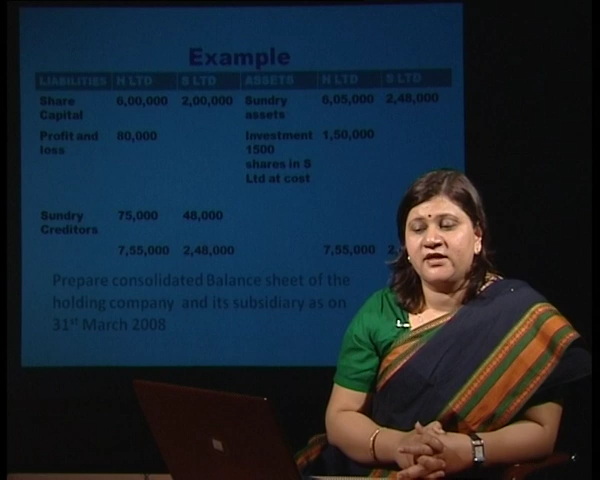 Example
LIABILITIES H LTD S LTD ASSETS H LTD S LTD
Share Capital 6,00,000 2,00,000 Sundry assets 6,05,000 2,48,000
Profit and loss 80,000 Investment 1500 shares in S Ltd at cost 1,50,000
Sundry Creditors 75,000 48,000
7,55,000 2,48,000 7,55,000
Prepare consolidated Balance sheet of the
holding company and its subsidiary as on
31st March 2008